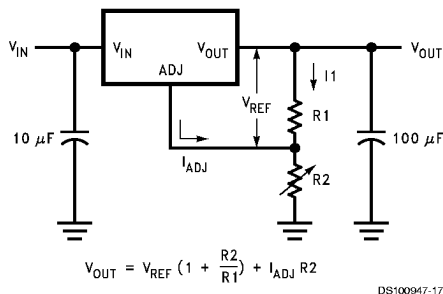 V_IN
V_IN
V_OUT
V_OUT
ADJ
I1
V_REF
R1
10 μF
100 μF
I_ADJ
R2
V_OUT = V_REF (1 + R2/R1) + I_ADJ R2
DS100947-17